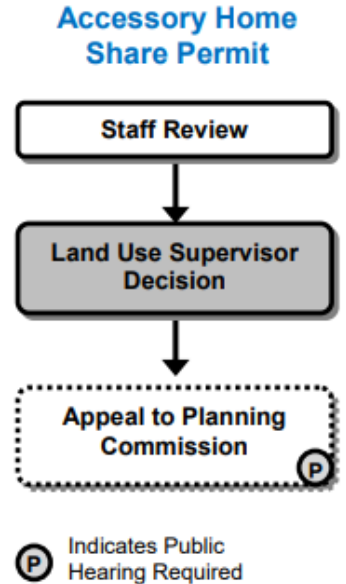 Accessory Home
Share Permit
Staff Review
Land Use Supervisor
Decision
Appeal to Planning
Commission
P
P
Indicates Public
Hearing Required